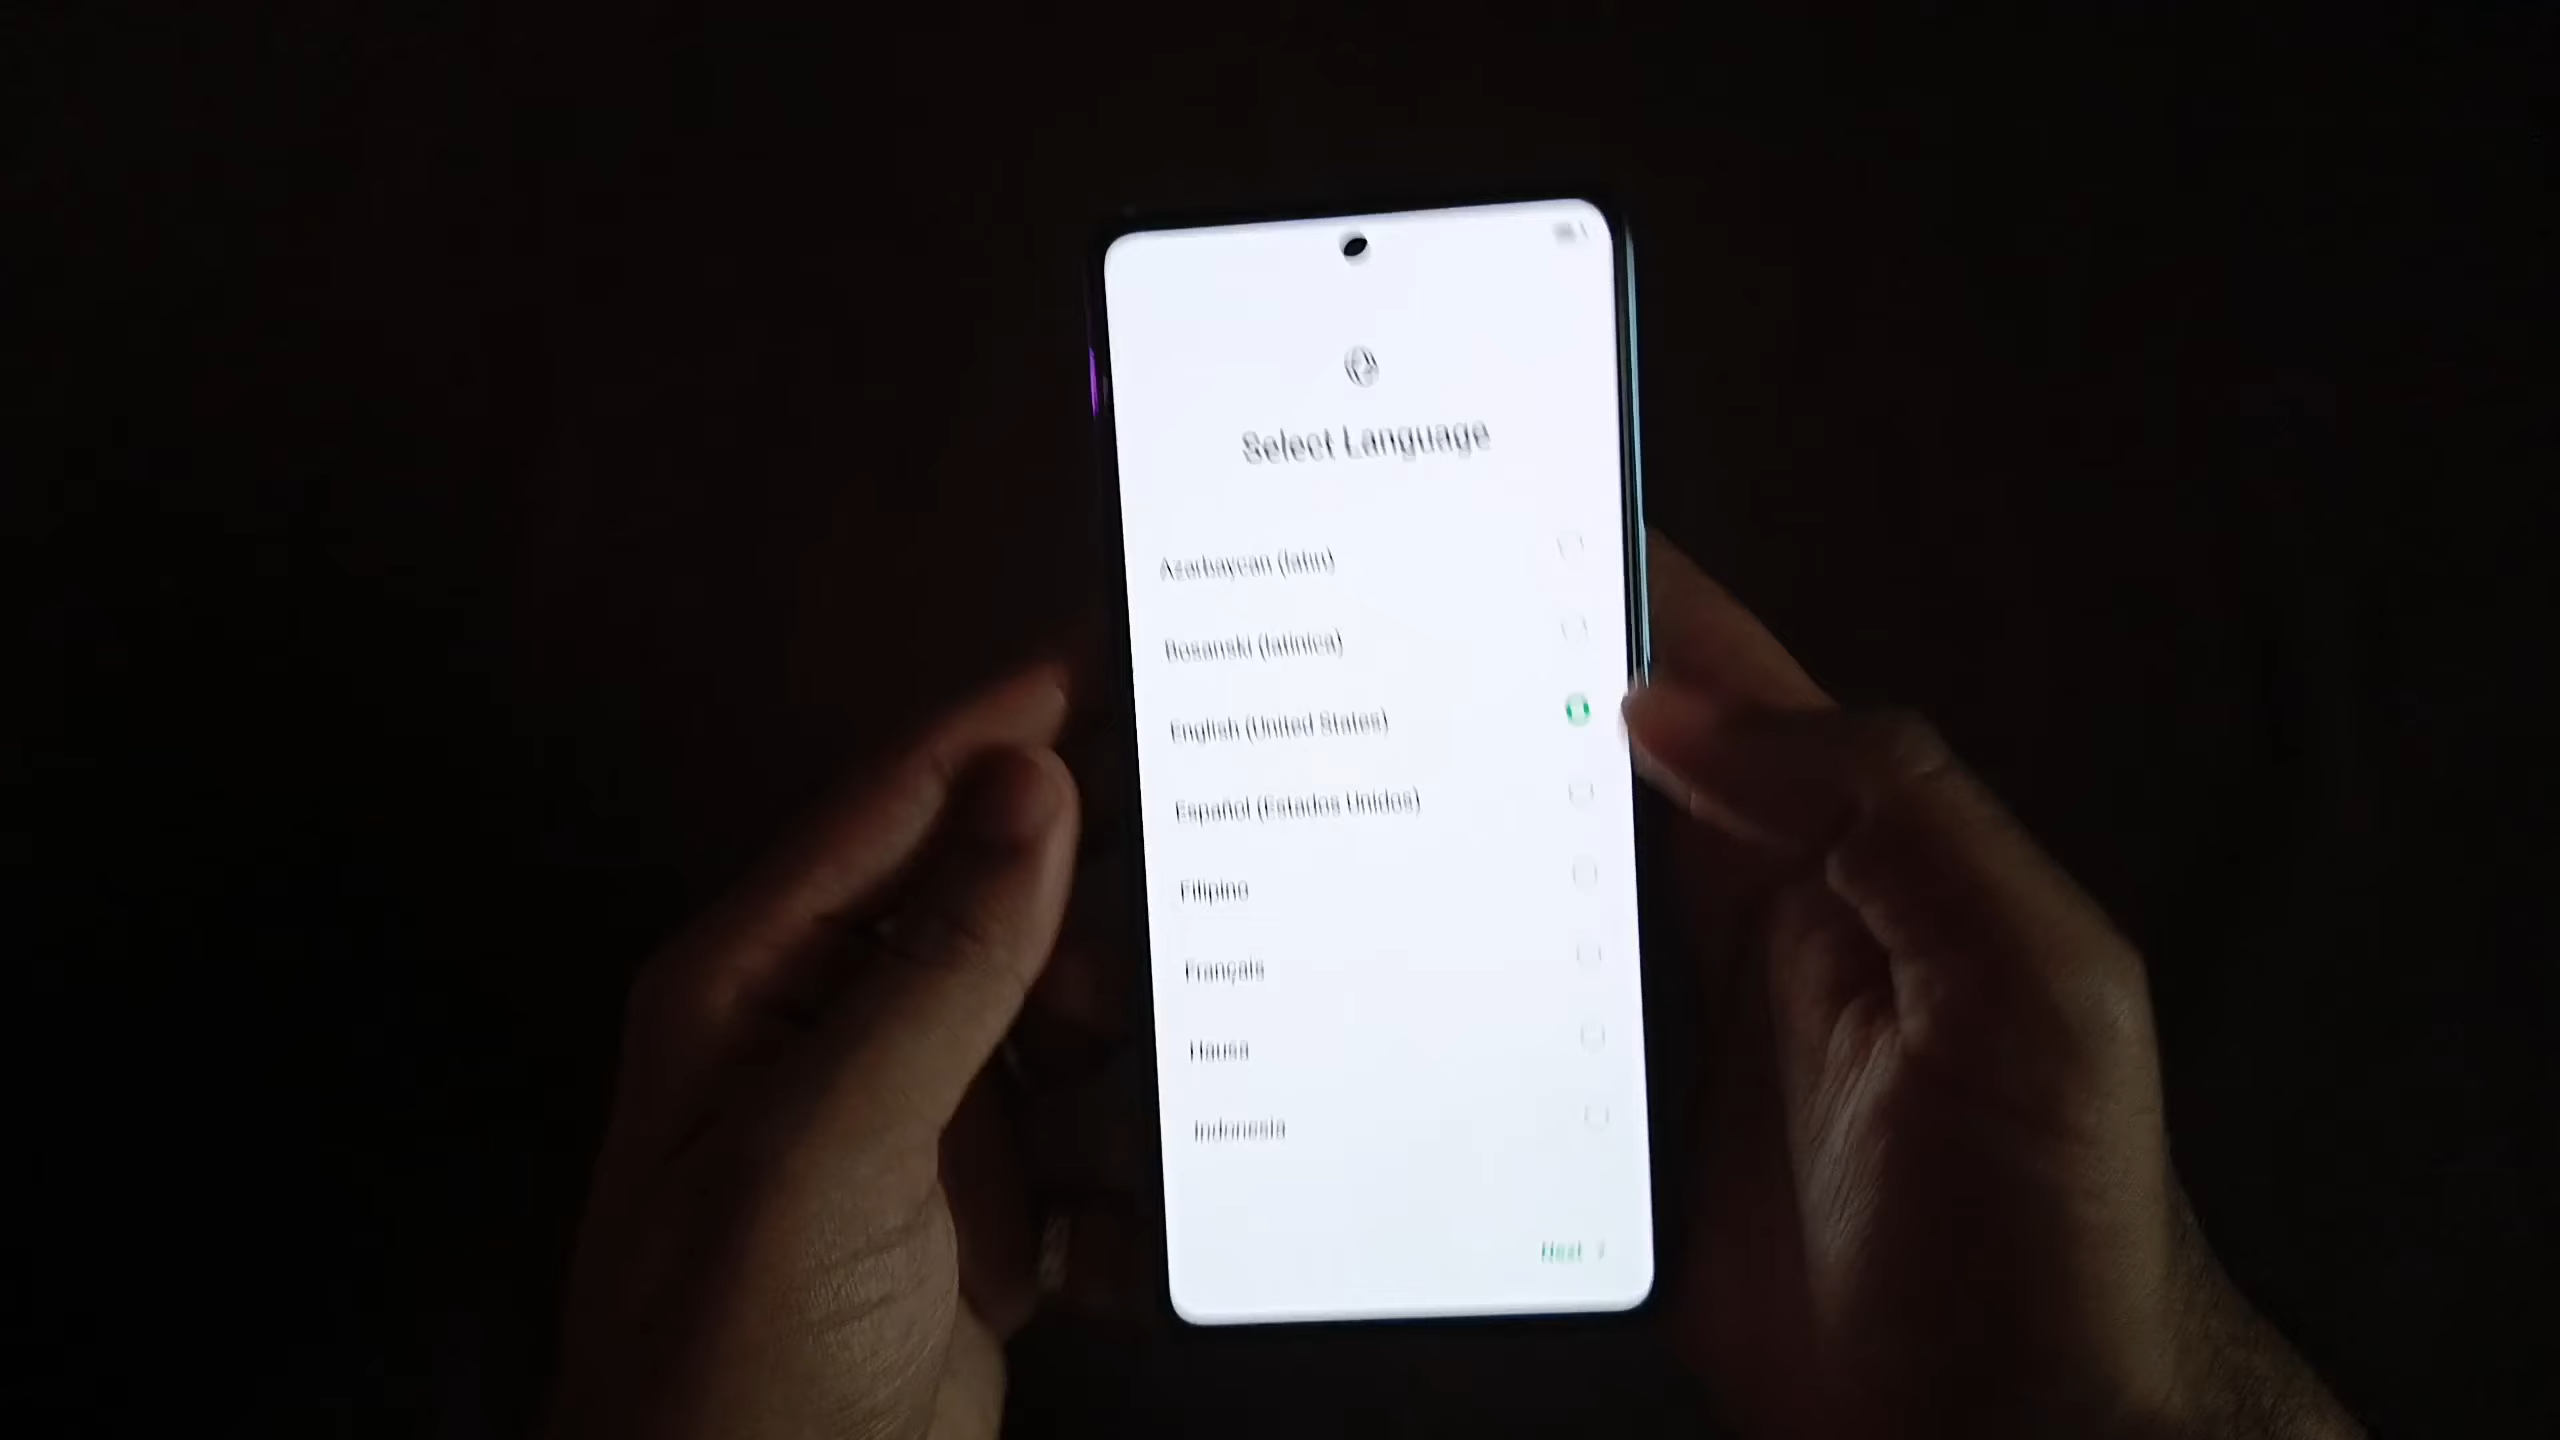 Select Language
Azərbaycan (latın)
Bosanski (latinica)
English (United States)
Español (Estados Unidos)
Filipino
Français
Hausa
Indonesia
Next